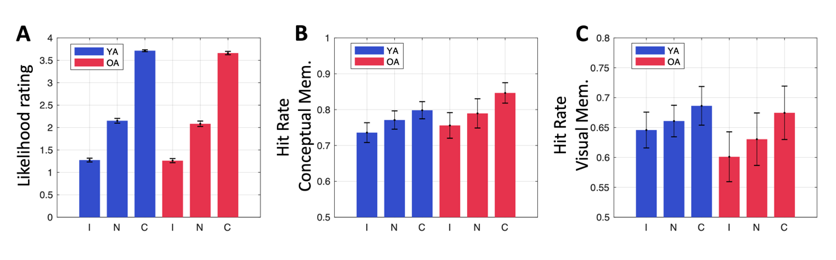 A
Likelihood rating
4
3.5
3
2.5
2
1.5
1
0.5
0
YA
OA
I N C I N C
B
Hit Rate
Conceptual Mem.
1
0.9
0.8
0.7
0.6
0.5
YA
OA
I N C I N C
C
Hit Rate
Visual Mem.
0.8
0.75
0.7
0.65
0.6
0.55
0.5
YA
OA
I N C I N C